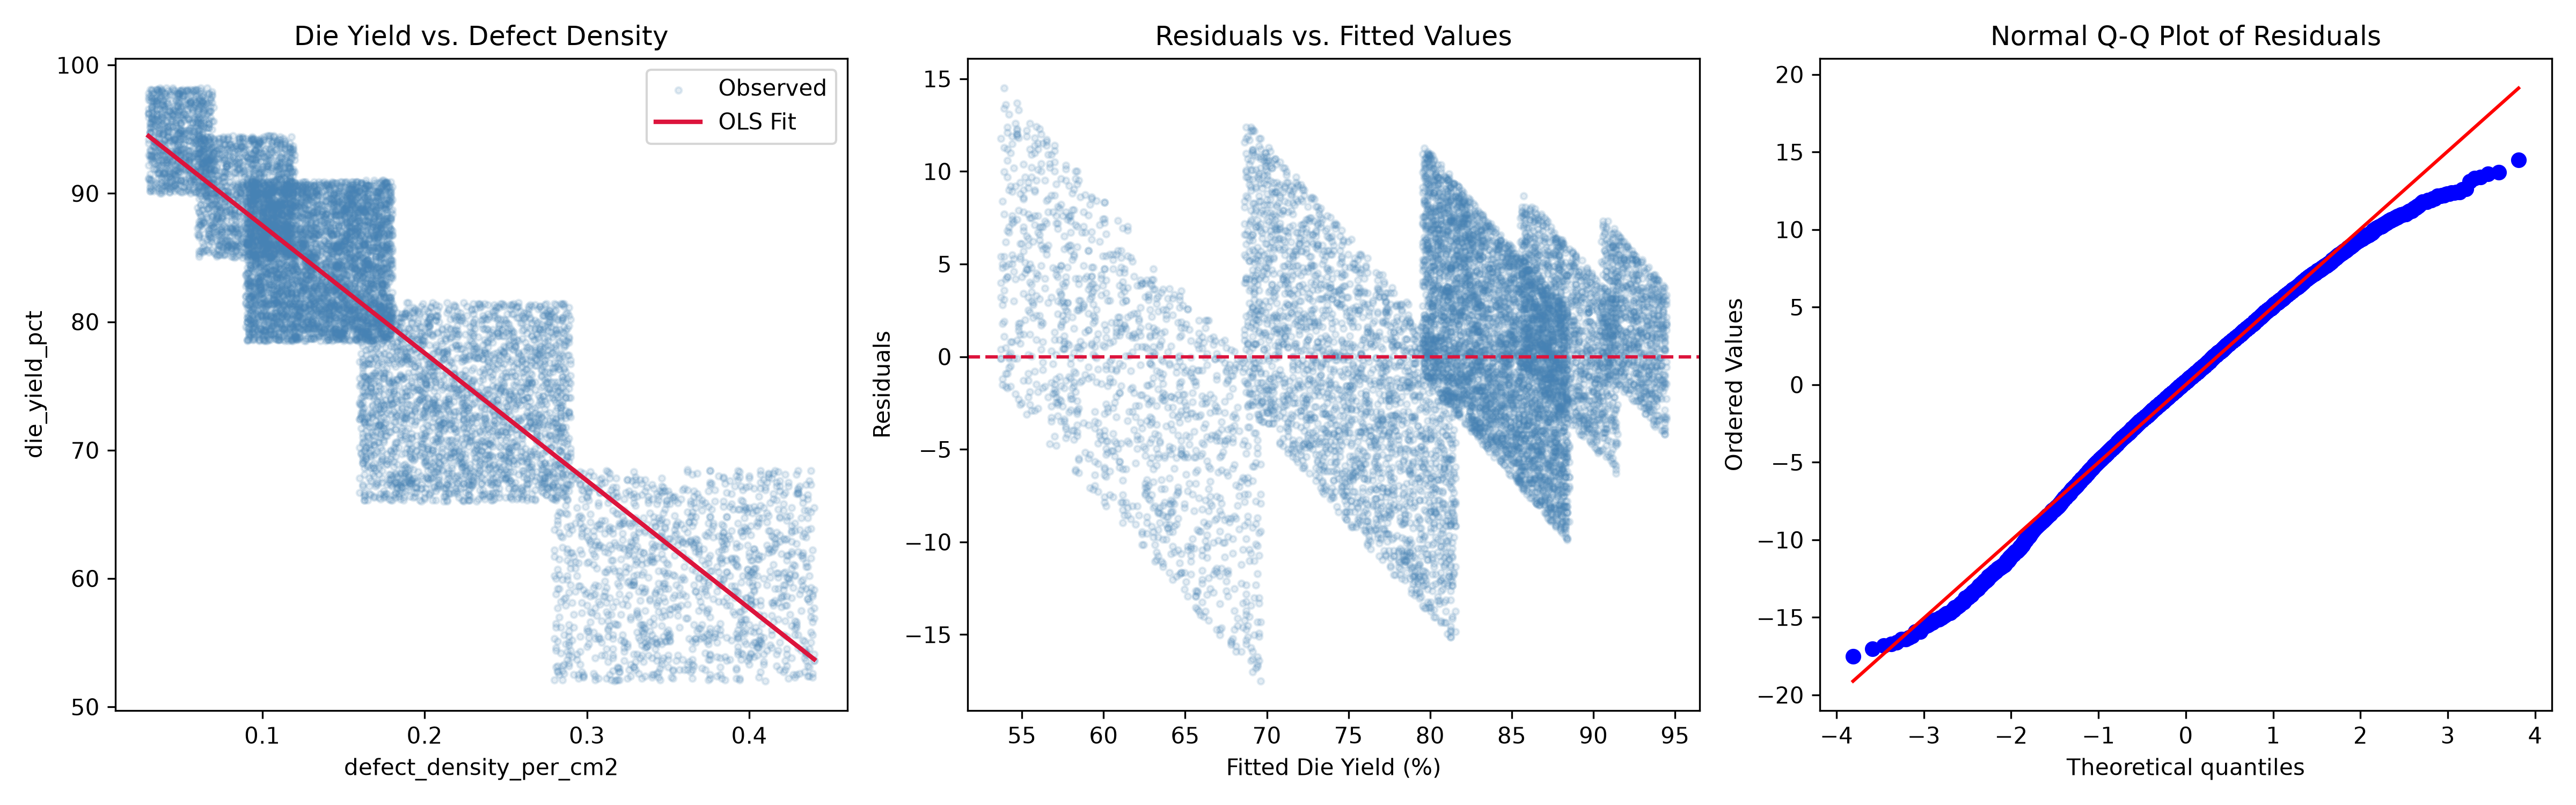 Die Yield vs. Defect Density
100
90
80
70
60
50
die_yield_pct
Observed
OLS Fit
0.1 0.2 0.3 0.4
defect_density_per_cm2
Residuals vs. Fitted Values
15
10
5
0
−5
−10
−15
Residuals
55 60 65 70 75 80 85 90 95
Fitted Die Yield (%)
Normal Q-Q Plot of Residuals
20
15
10
5
0
−5
−10
−15
−20
Ordered Values
−4 −3 −2 −1 0 1 2 3 4
Theoretical quantiles